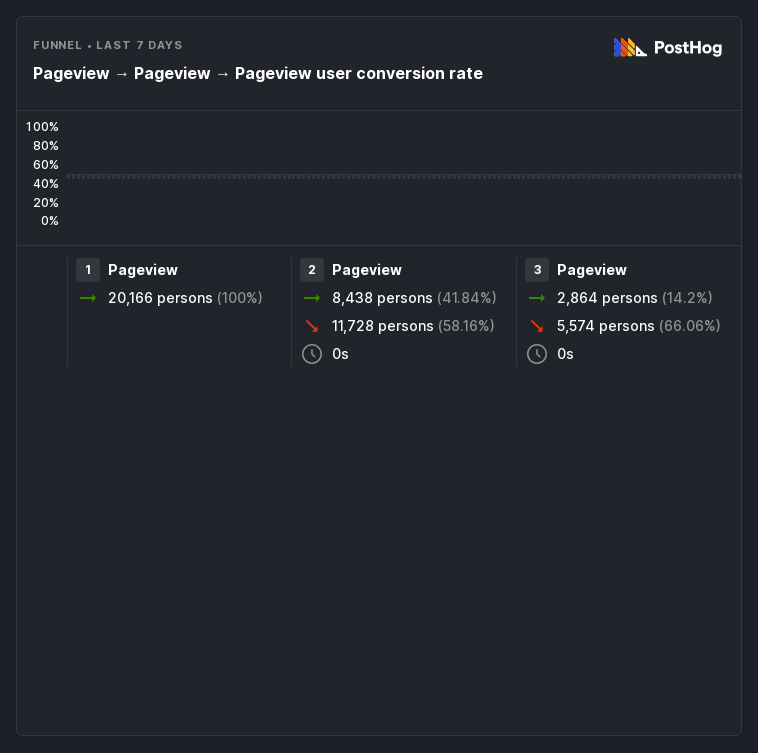 FUNNEL • LAST 7 DAYS
PostHog
Pageview → Pageview → Pageview user conversion rate
100%
80%
60%
40%
20%
0%
1 Pageview
20,166 persons (100%)
2 Pageview
8,438 persons (41.84%)
11,728 persons (58.16%)
0s
3 Pageview
2,864 persons (14.2%)
5,574 persons (66.06%)
0s